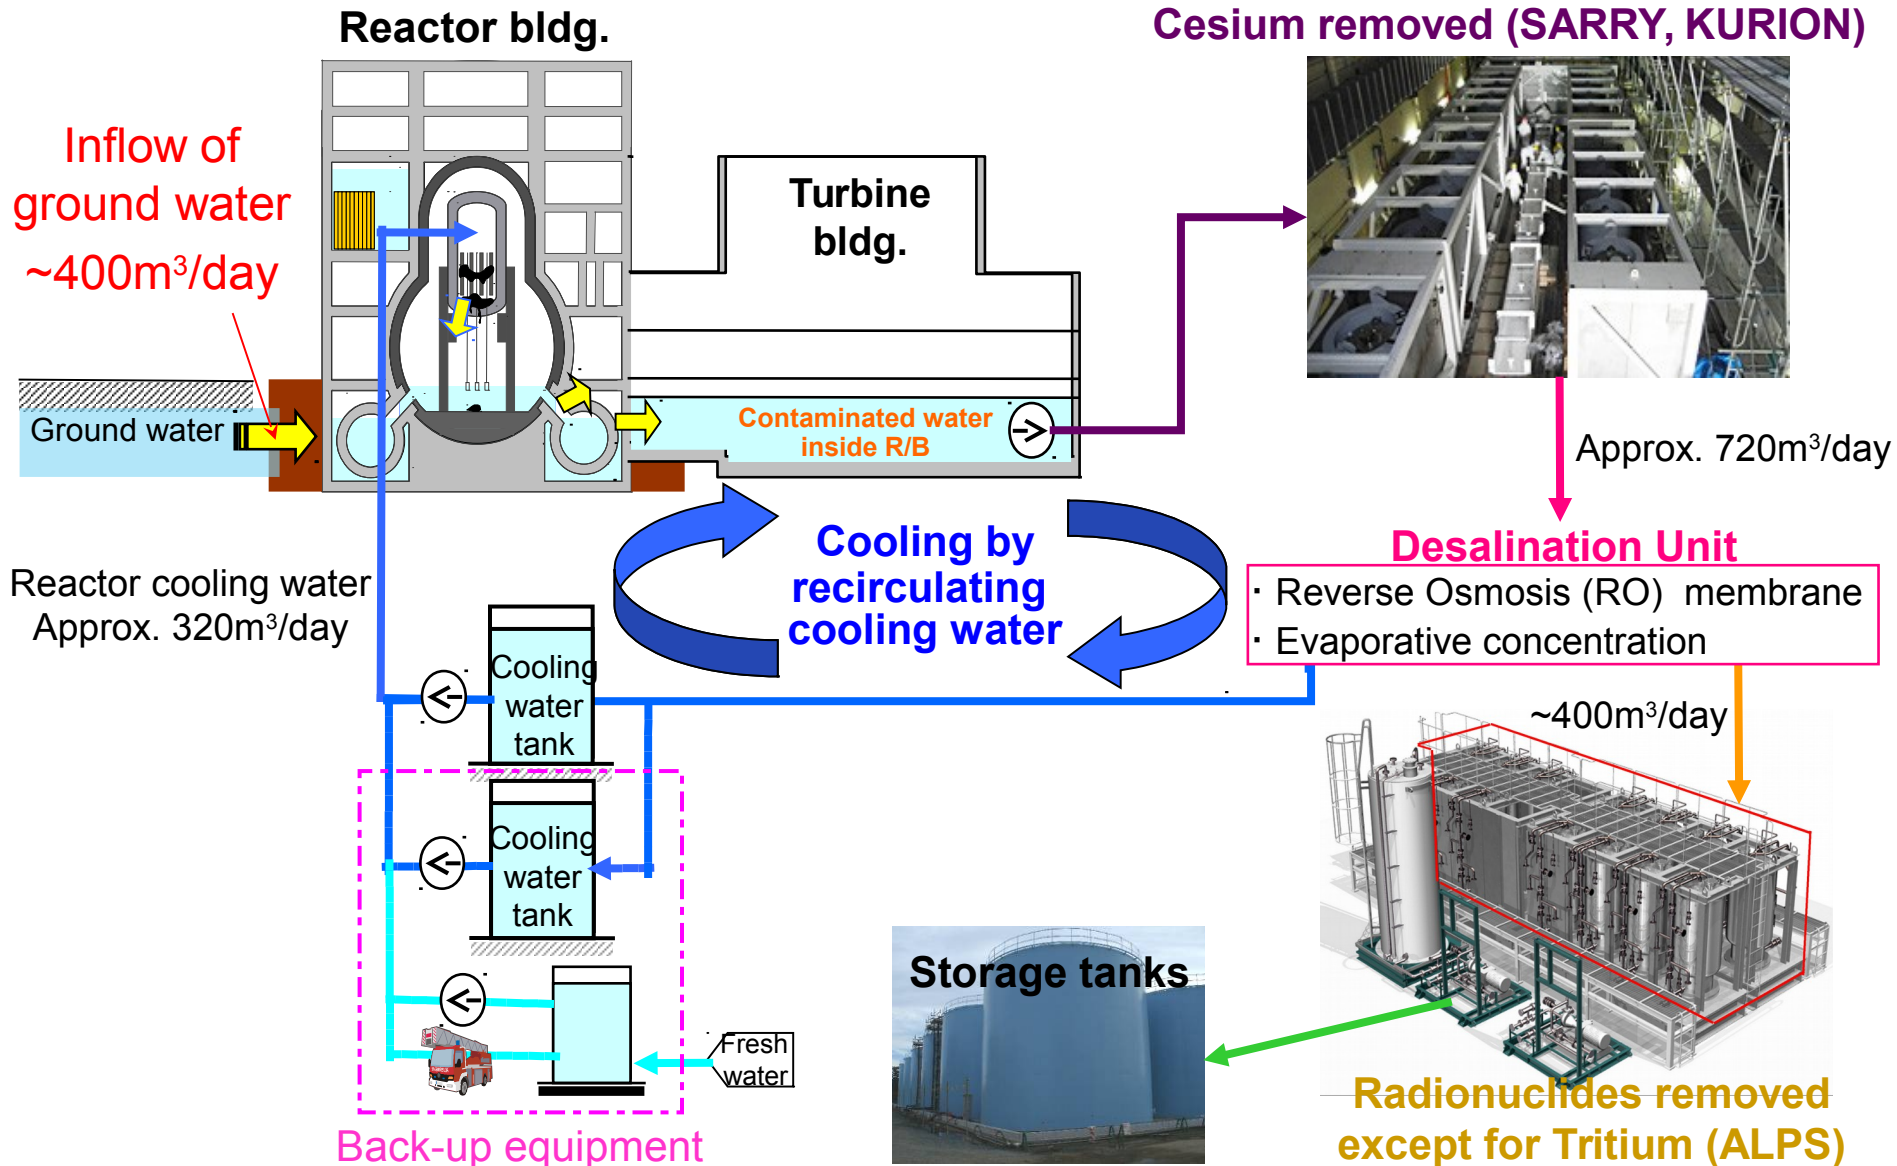 Reactor bldg.
Cesium removed (SARRY, KURION)
Inflow of
ground water
~400m³/day
Turbine
bldg.
Ground water
Contaminated water
inside R/B
Approx. 720m³/day
Cooling by
recirculating
cooling water
Desalination Unit
· Reverse Osmosis (RO) membrane
· Evaporative concentration
Reactor cooling water
Approx. 320m³/day
Cooling
water
tank
~400m³/day
Cooling
water
tank
Storage tanks
Fresh
water
Back-up equipment
Radionuclides removed
except for Tritium (ALPS)